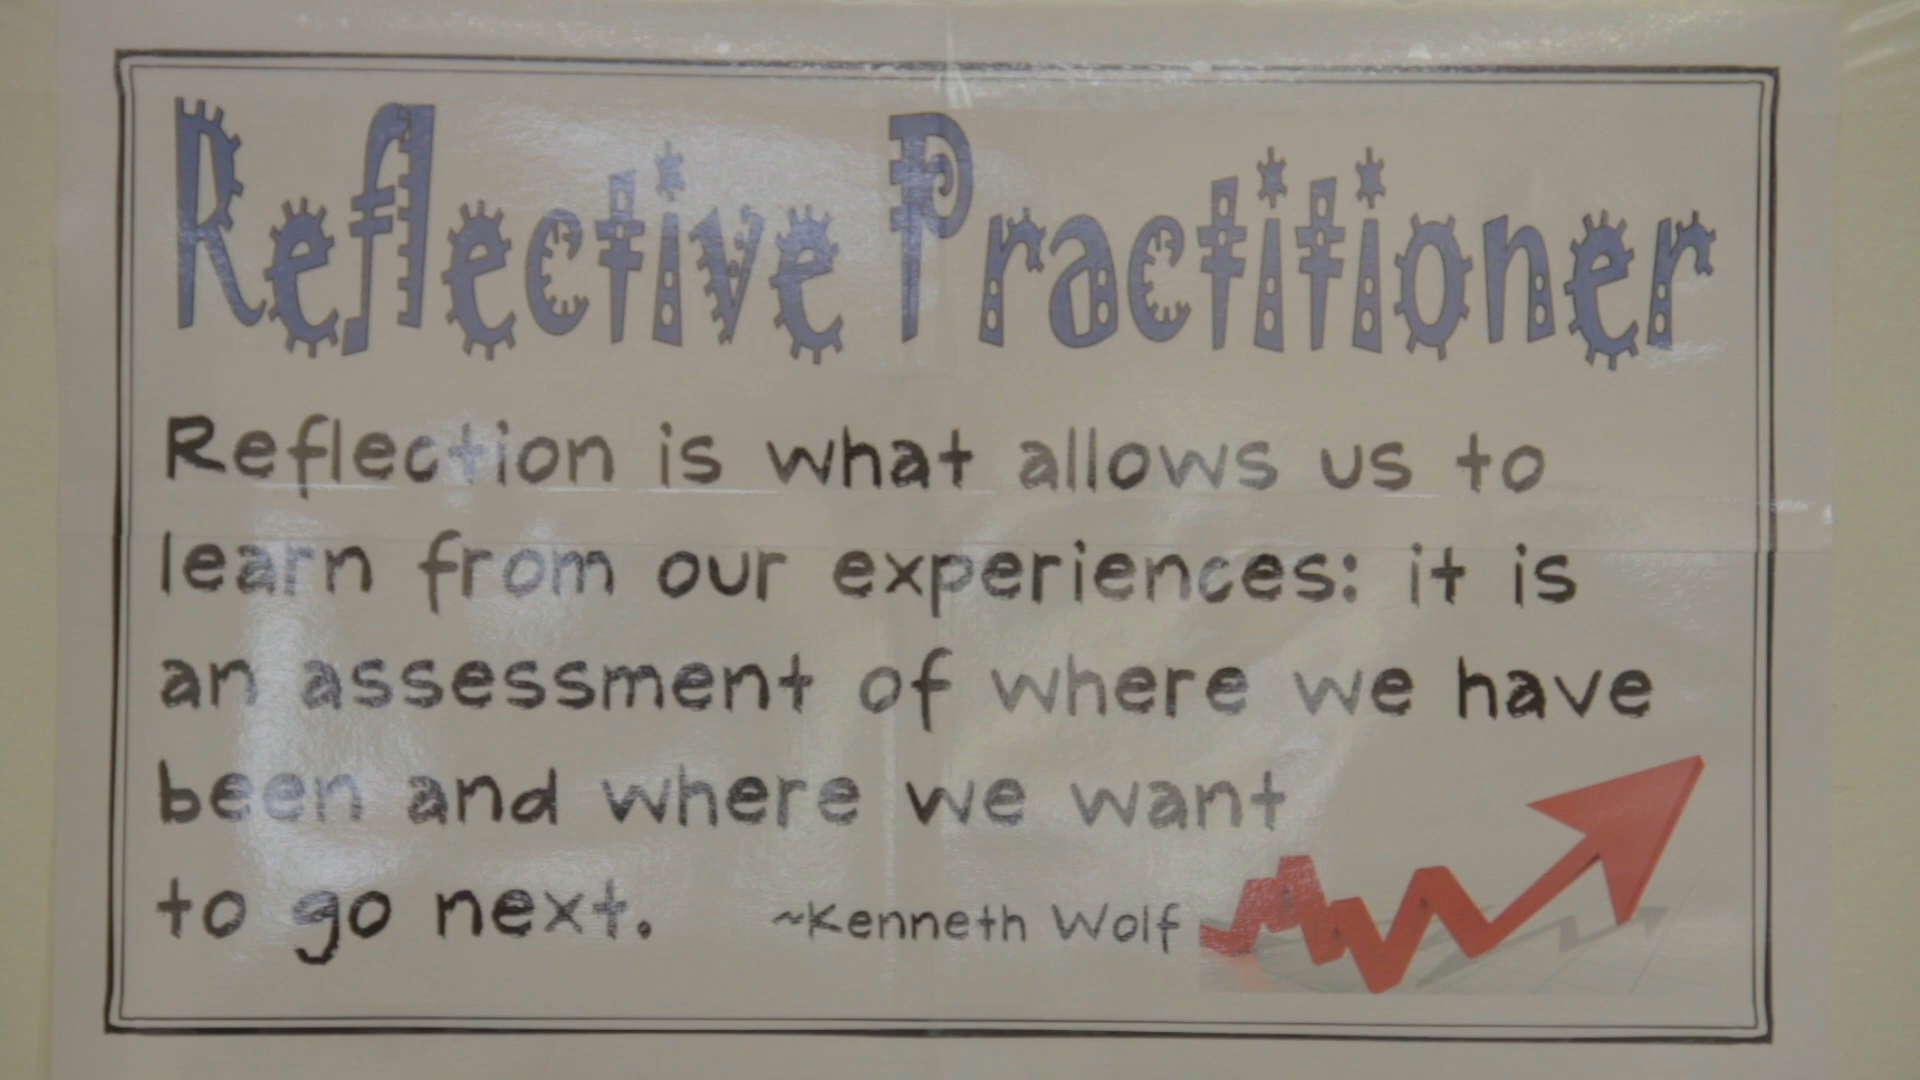 Reflective Practitioner
Reflection is what allows us to
learn from our experiences: it is
an assessment of where we have
been and where we want
to go next. ~Kenneth Wolf